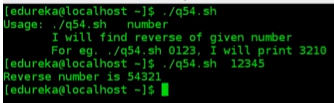 [edureka@localhost ~]$ ./q54.sh
Usage: ./q54.sh   number
I will find reverse of given number
For eg. ./q54.sh 0123, I will print 3210
[edureka@localhost ~]$ ./q54.sh  12345
Reverse number is 54321
[edureka@localhost ~]$